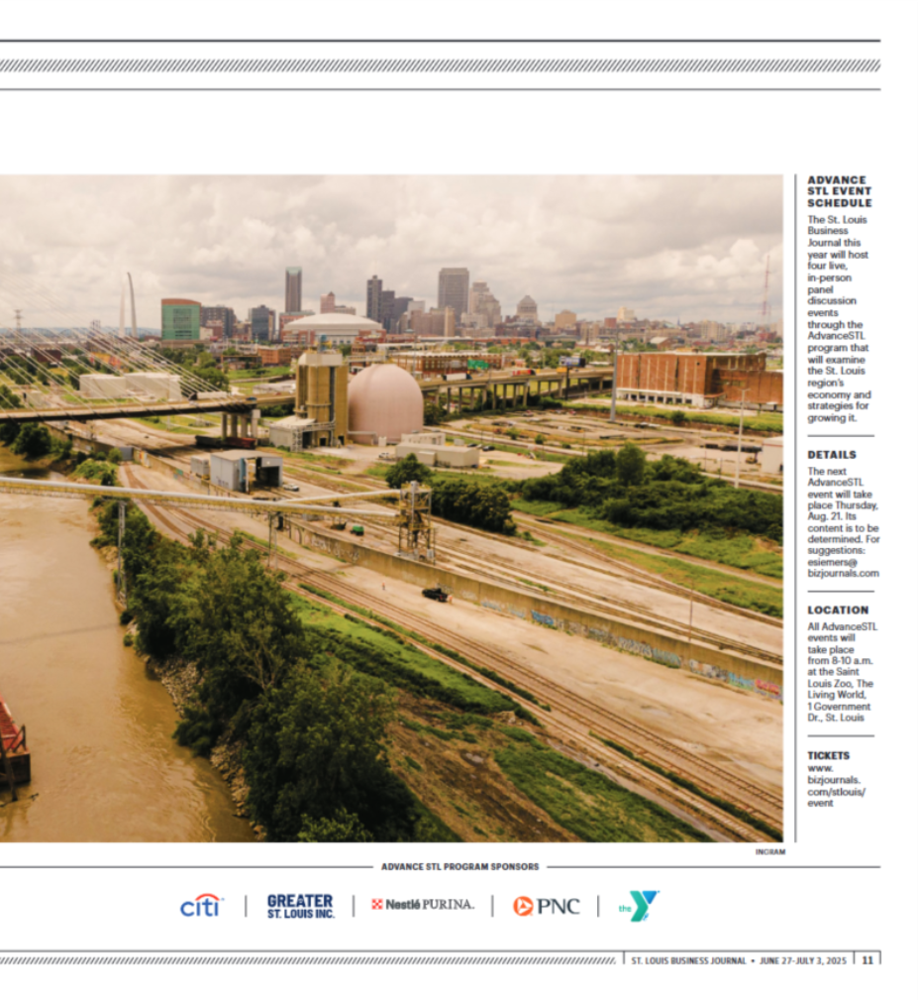 ADVANCE
STL EVENT
SCHEDULE
The St. Louis
Business
Journal this
year will host
four live,
in-person
panel
discussion
events
through the
AdvanceSTL
program that
will examine
the St. Louis
region's
economy and
strategies for
growing it.
DETAILS
The next
AdvanceSTL
event will take
place Thursday,
Aug. 21. Its
content is to be
determined. For
suggestions:
esiemers@
bizjournals.com
LOCATION
All AdvanceSTL
events will
take place
from 8-10 a.m.
at the Saint
Louis Zoo, The
Living World,
1 Government
Dr., St. Louis
TICKETS
www.
bizjournals.
com/stlouis/
event
INGRAM
ADVANCE STL PROGRAM SPONSORS
citi
GREATER
ST. LOUIS INC.
Nestlé PURINA.
PNC
the Y
ST. LOUIS BUSINESS JOURNAL • JUNE 27-JULY 3, 2025
11